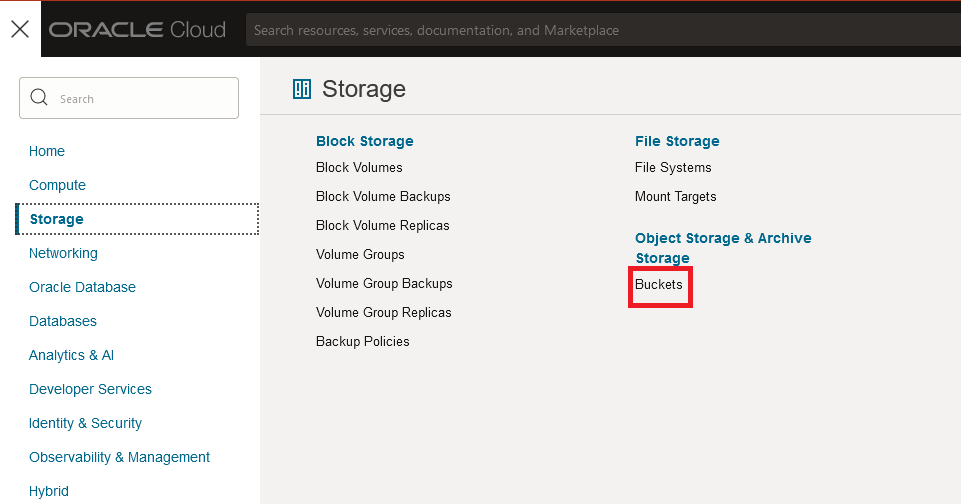 ORACLE Cloud
Search resources, services, documentation, and Marketplace
Search
Home
Compute
Storage
Networking
Oracle Database
Databases
Analytics & AI
Developer Services
Identity & Security
Observability & Management
Hybrid
Storage
Block Storage
Block Volumes
Block Volume Backups
Block Volume Replicas
Volume Groups
Volume Group Backups
Volume Group Replicas
Backup Policies
File Storage
File Systems
Mount Targets
Object Storage & Archive
Storage
Buckets